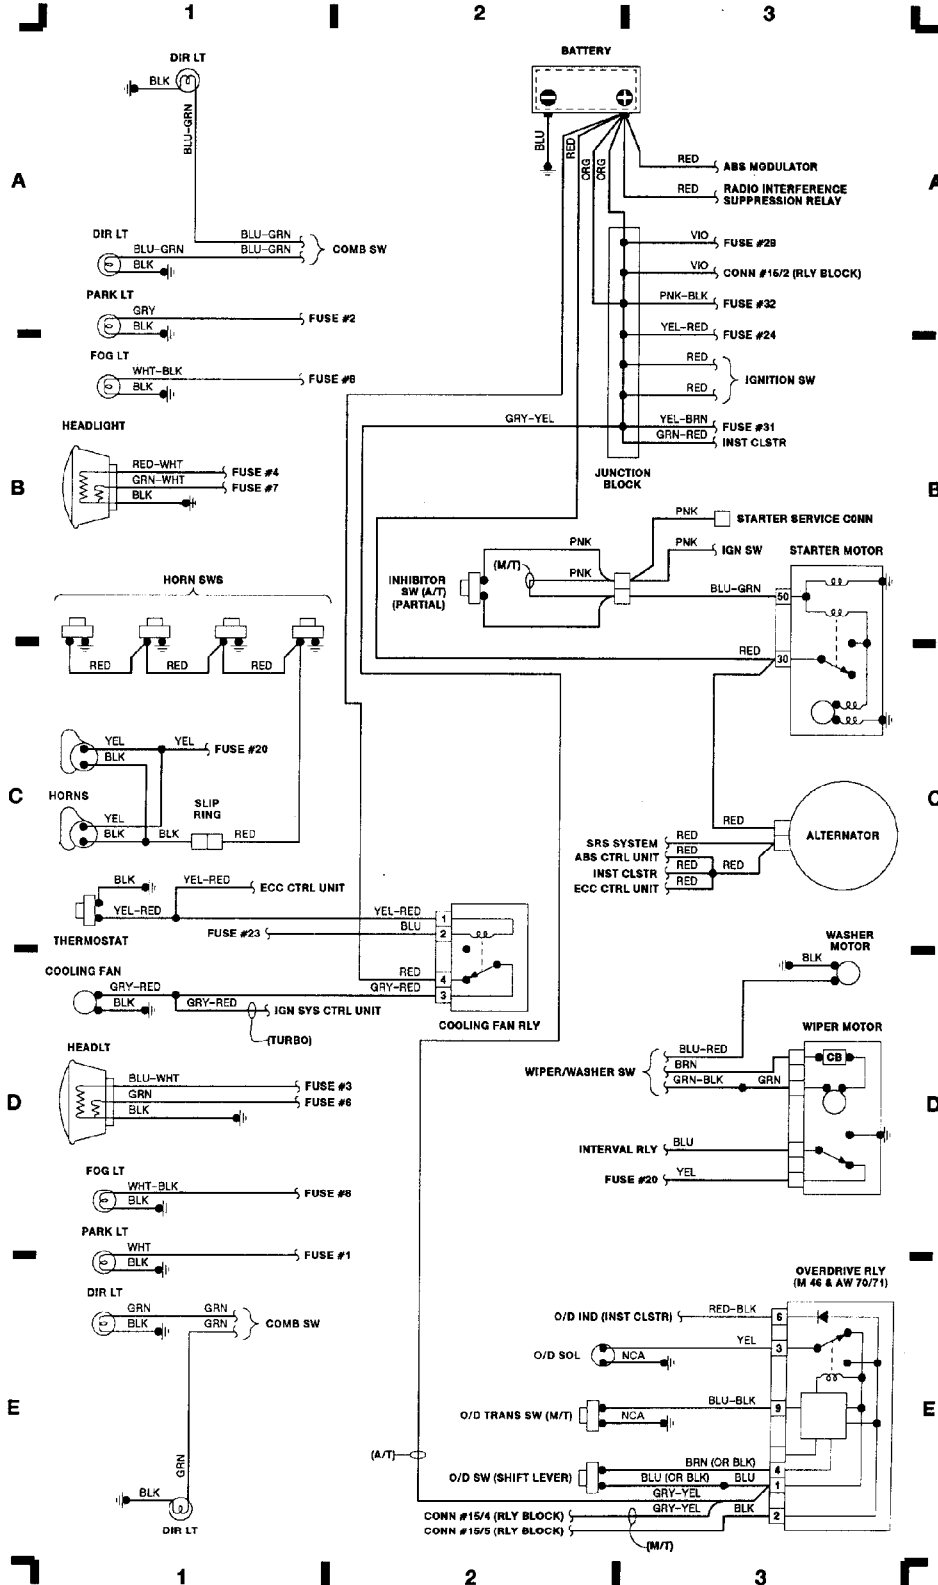 1 2 3
BATTERY
DIR LT
BLK
BLU-GRN
BLU
RED
ORG
ORG
RED ABS MODULATOR
A A
RED RADIO INTERFERENCE
SUPPRESSION RELAY
DIR LT
BLU-GRN BLU-GRN
BLU-GRN COMB SW
BLK
VIO FUSE #29
VIO CONN #15/2 (RLY BLOCK)
PARK LT
GRY FUSE #2
BLK
PNK-BLK FUSE #32
YEL-RED FUSE #24
FOG LT
WHT-BLK FUSE #8
BLK
RED
RED IGNITION SW
GRY-YEL YEL-BRN FUSE #31
GRN-RED INST CLSTR
HEADLIGHT
RED-WHT FUSE #4
GRN-WHT FUSE #7
BLK
JUNCTION
BLOCK
B B
PNK STARTER SERVICE CONN
PNK PNK IGN SW
STARTER MOTOR
(M/T) PNK
INHIBITOR
SW (A/T)
(PARTIAL)
BLU-GRN 50
HORN SWS
RED RED RED
RED 30
YEL YEL FUSE #20
BLK
C C
HORNS
YEL
BLK BLK
SLIP
RING
RED
RED
ALTERNATOR
SRS SYSTEM RED
ABS CTRL UNIT RED
INST CLSTR RED RED
ECC CTRL UNIT RED
BLK YEL-RED ECC CTRL UNIT
YEL-RED YEL-RED 1
THERMOSTAT
FUSE #23 BLU 2
WASHER
MOTOR
BLK
COOLING FAN
RED 4
GRY-RED GRY-RED 3
BLK GRY-RED IGN SYS CTRL UNIT
(TURBO)
COOLING FAN RLY
WIPER MOTOR
HEADLT
BLU-RED
BRN CB
WIPER/WASHER SW
GRN-BLK GRN
BLU-WHT FUSE #3
GRN FUSE #6
BLK
D D
INTERVAL RLY BLU
FUSE #20 YEL
FOG LT
WHT-BLK FUSE #8
BLK
PARK LT
WHT FUSE #1
BLK
OVERDRIVE RLY
(M 46 & AW 70/71)
DIR LT
GRN GRN
BLK GRN COMB SW
O/D IND (INST CLSTR) RED-BLK 6
YEL 3
O/D SOL NCA
E E
BLU-BLK 9
O/D TRANS SW (M/T) NCA
(A/T)
GRN
BRN (OR BLK) 4
O/D SW (SHIFT LEVER) BLU (OR BLK) BLU 1
GRY-YEL
BLK
CONN #15/4 (RLY BLOCK) GRY-YEL BLK 2
CONN #15/5 (RLY BLOCK)
(M/T)
DIR LT
1 2 3